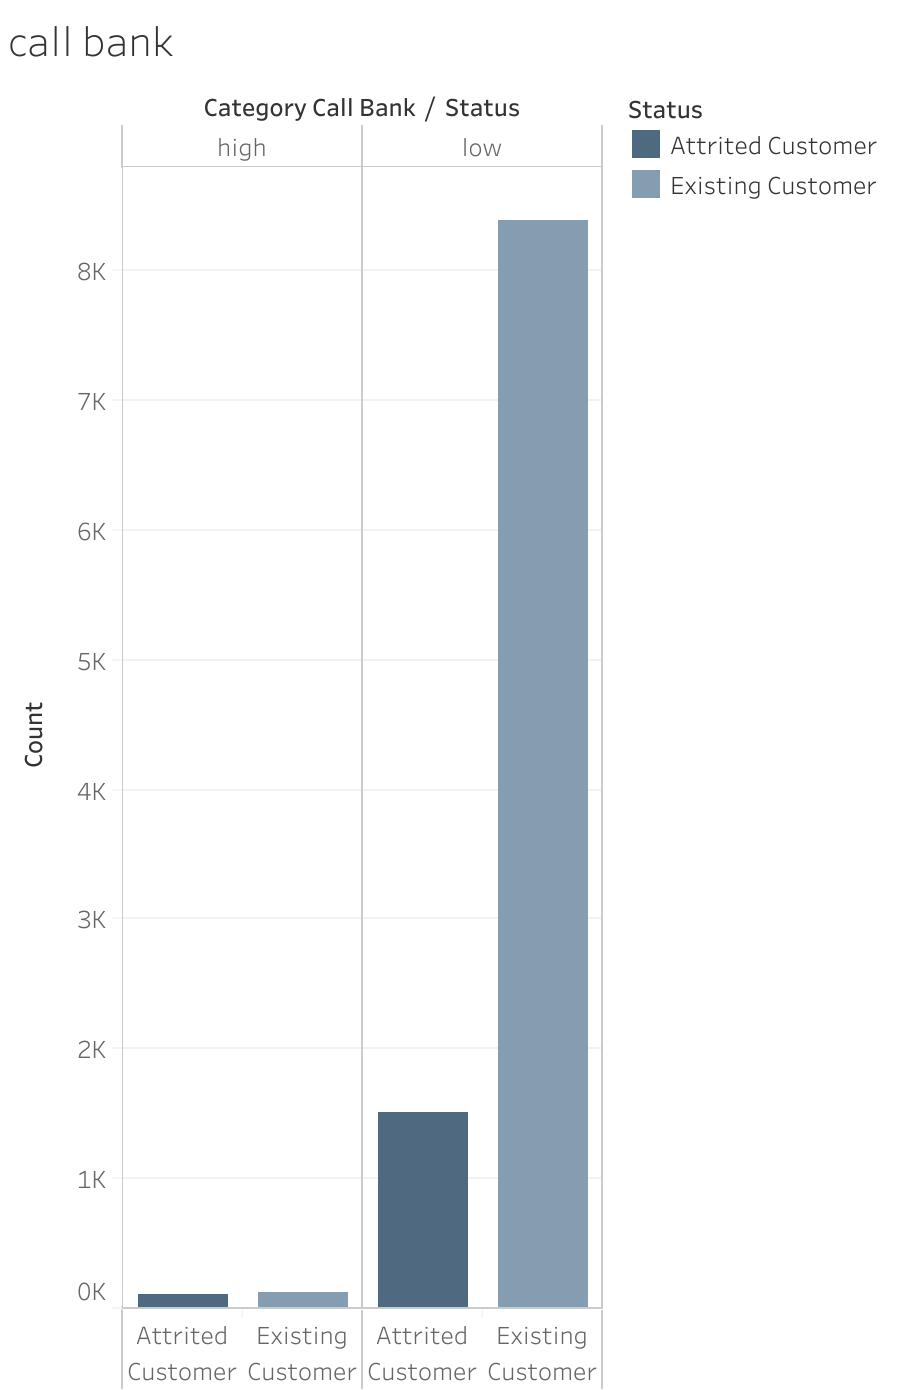 call bank
Category Call Bank / Status
high low
Status
Attrited Customer
Existing Customer
8K
7K
6K
5K
4K
3K
2K
1K
0K
Count
Attrited Existing Attrited Existing
Customer Customer Customer Customer